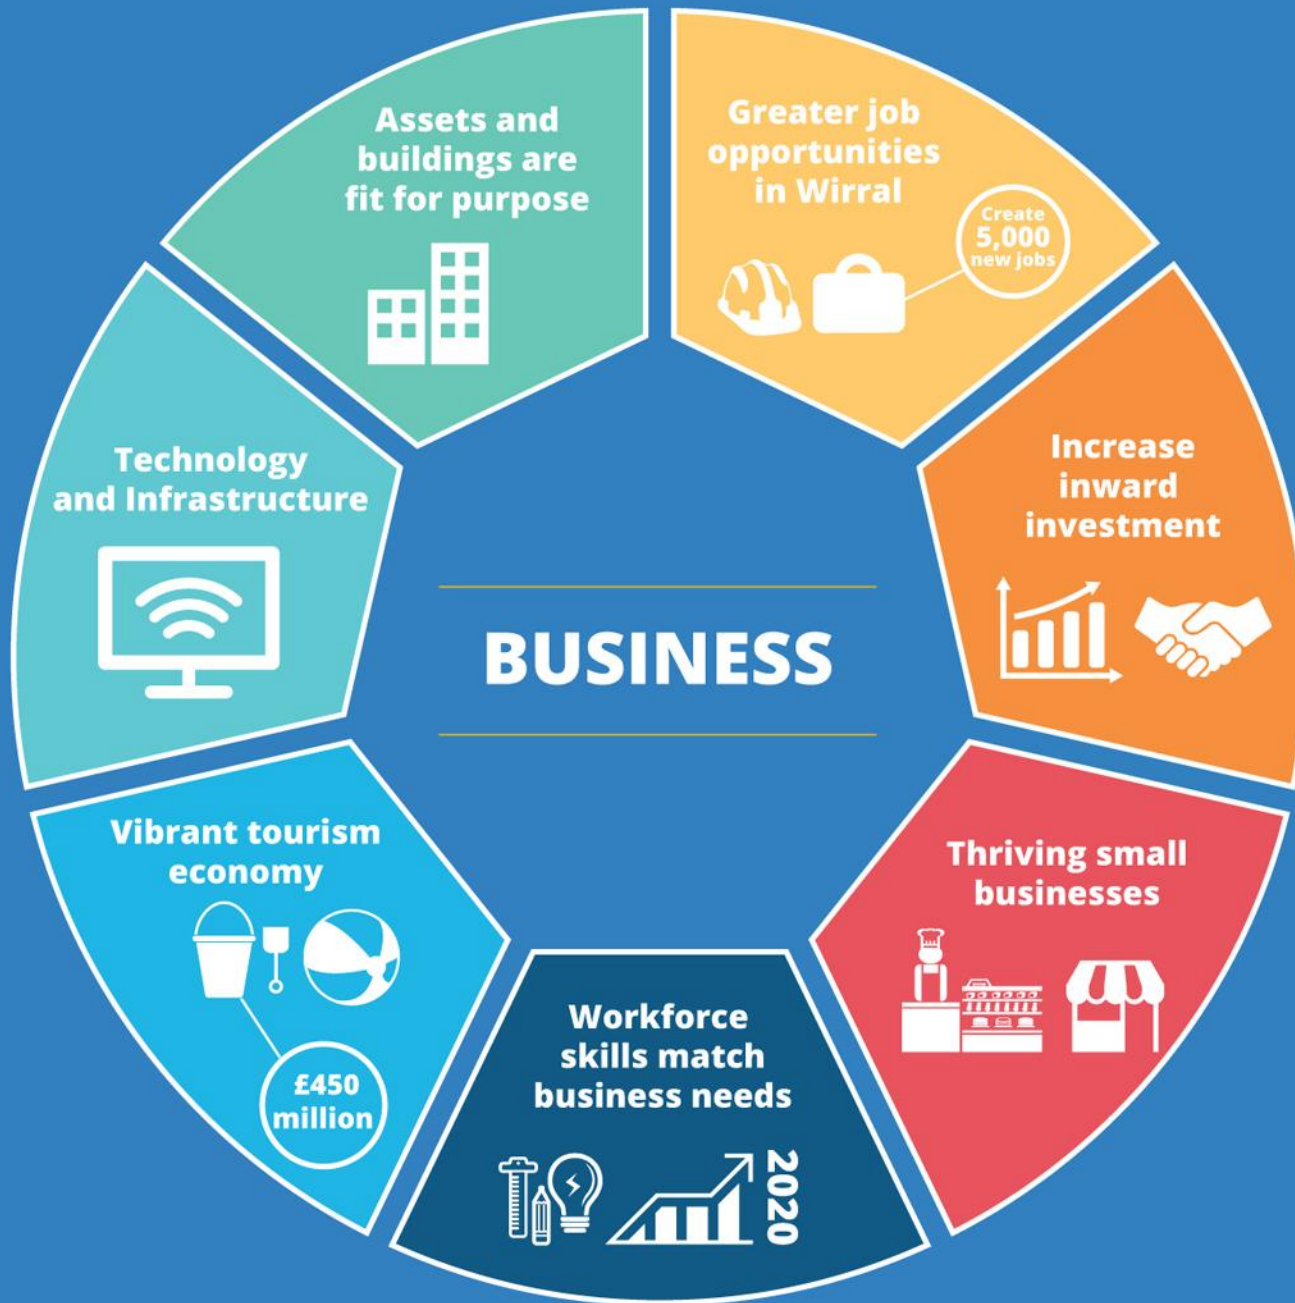 Assets and
buildings are
fit for purpose
Greater job
opportunities
in Wirral
Create
5,000
new jobs
Technology
and Infrastructure
Increase
inward
investment
BUSINESS
Vibrant tourism
economy
£450
million
Thriving small
businesses
Workforce
skills match
business needs
2020